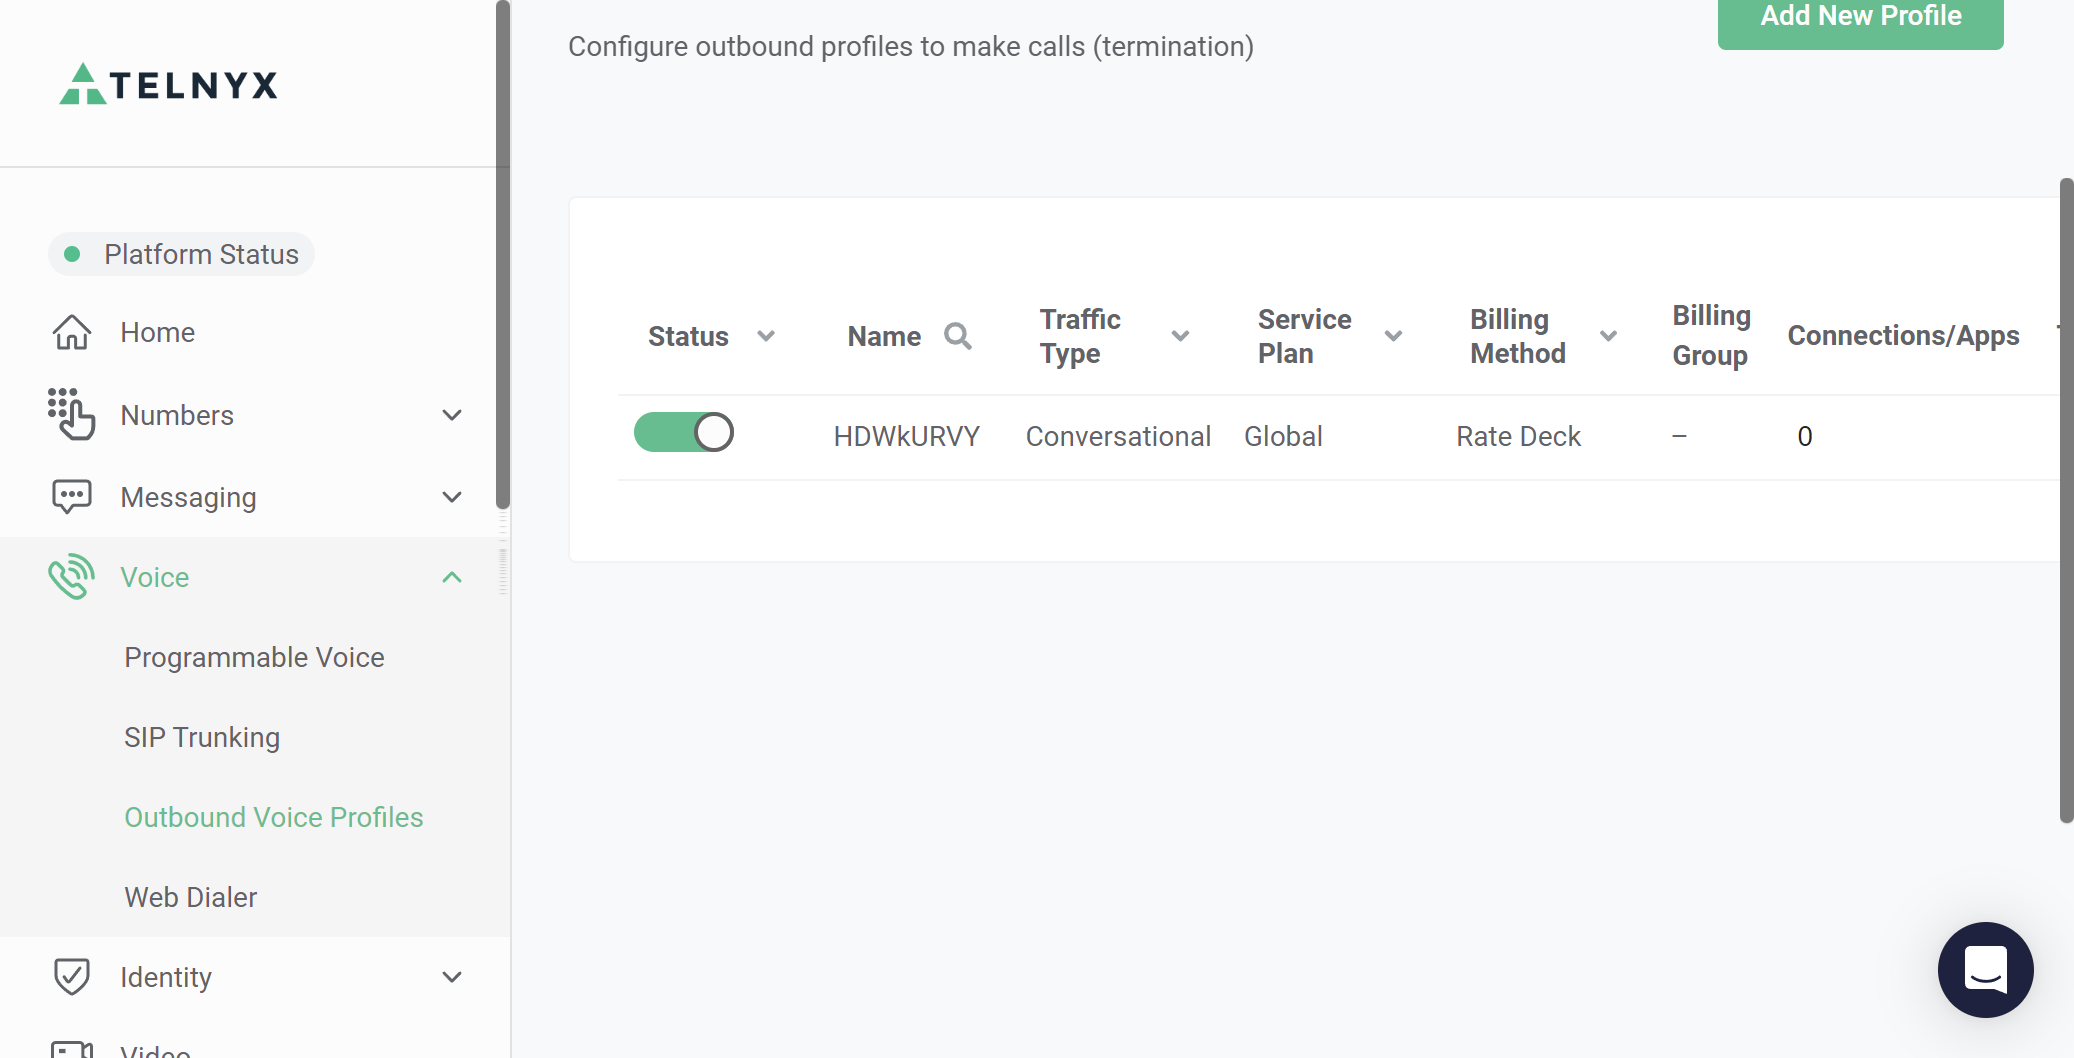 TELNYX
Platform Status
Home
Numbers
Messaging
Voice
Programmable Voice
SIP Trunking
Outbound Voice Profiles
Web Dialer
Identity
Video
Configure outbound profiles to make calls (termination)
Add New Profile
Status Name Traffic Type Service Plan Billing Method Billing Group Connections/Apps
HDWkURVY Conversational Global Rate Deck – 0